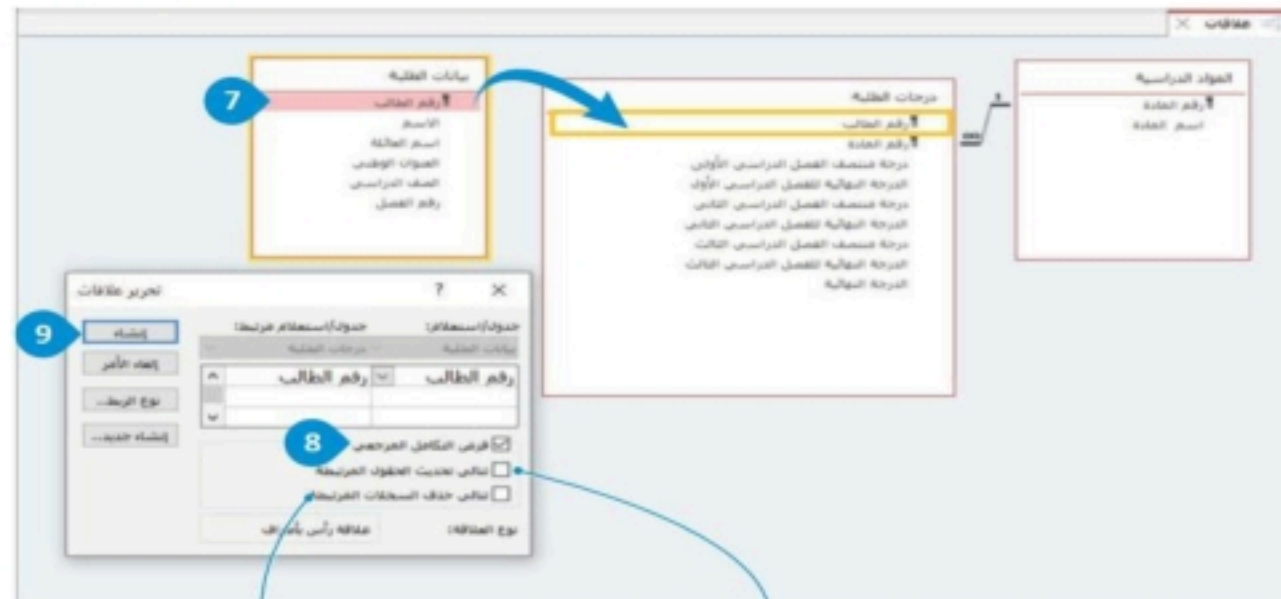 علاقات
المواد الدراسية
رقم المادة
اسم المادة
1
∞
درجات الطلبة
رقم الطالب
رقم المادة
درجة منتصف الفصل الدراسي الأولى
الدرجة النهائية للفصل الدراسي الأول
درجة منتصف الفصل الدراسي الثاني
الدرجة النهائية للفصل الدراسي الثاني
درجة منتصف الفصل الدراسي الثالث
الدرجة النهائية للفصل الدراسي الثالث
الدرجة النهائية
بيانات الطلبة
7
رقم الطالب
الاسم
اسم العائلة
العنوان الوطني
الصف الدراسي
رقم الفصل
تحرير علاقات
? ×
جدول/استعلام: جدول/استعلام مرتبط:
بيانات الطلبة درجات الطلبة
رقم الطالب رقم الطالب
9
إنشاء
إلغاء الأمر
نوع الربط...
إنشاء جديد...
8
فرض التكامل المرجعي
تتالي تحديث الحقول المرتبطة
تتالي حذف السجلات المرتبطة
نوع العلاقة: علاقة رأس بأطراف